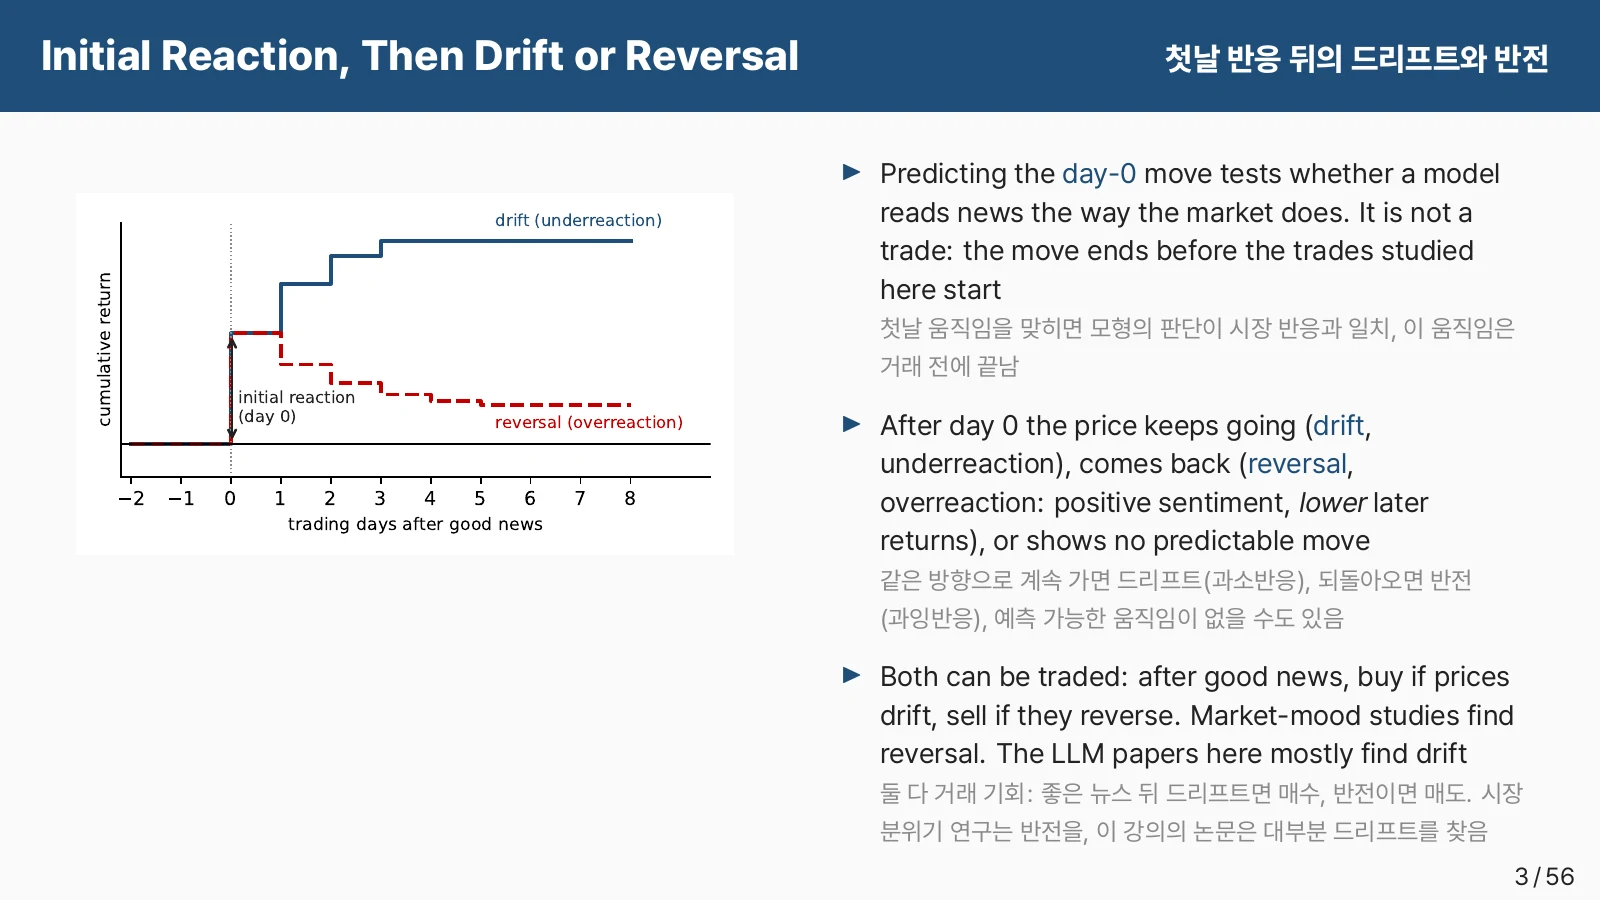 Initial Reaction, Then Drift or Reversal
첫날 반응 뒤의 드리프트와 반전
drift (underreaction)
cumulative return
initial reaction
(day 0)
reversal (overreaction)
−2 −1 0 1 2 3 4 5 6 7 8
trading days after good news
Predicting the day-0 move tests whether a model
reads news the way the market does. It is not a
trade: the move ends before the trades studied
here start
첫날 움직임을 맞히면 모형의 판단이 시장 반응과 일치, 이 움직임은
거래 전에 끝남
After day 0 the price keeps going (drift,
underreaction), comes back (reversal,
overreaction: positive sentiment, lower later
returns), or shows no predictable move
같은 방향으로 계속 가면 드리프트(과소반응), 되돌아오면 반전
(과잉반응), 예측 가능한 움직임이 없을 수도 있음
Both can be traded: after good news, buy if prices
drift, sell if they reverse. Market-mood studies find
reversal. The LLM papers here mostly find drift
둘 다 거래 기회: 좋은 뉴스 뒤 드리프트면 매수, 반전이면 매도. 시장
분위기 연구는 반전을, 이 강의의 논문은 대부분 드리프트를 찾음
3 / 56